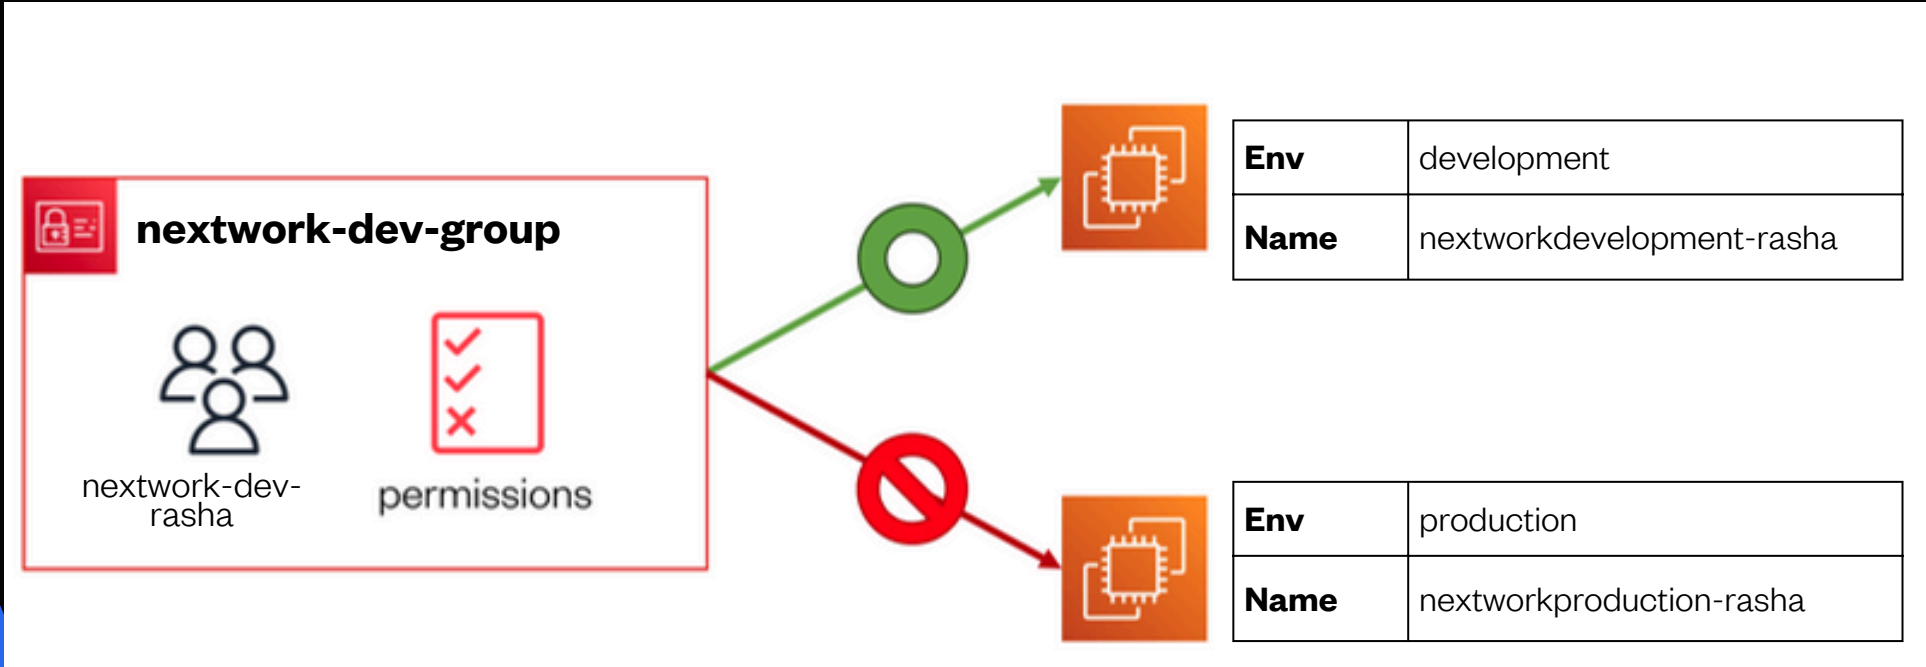 nextwork-dev-group
nextwork-dev-
rasha
permissions
Env development
Name nextworkdevelopment-rasha
Env production
Name nextworkproduction-rasha